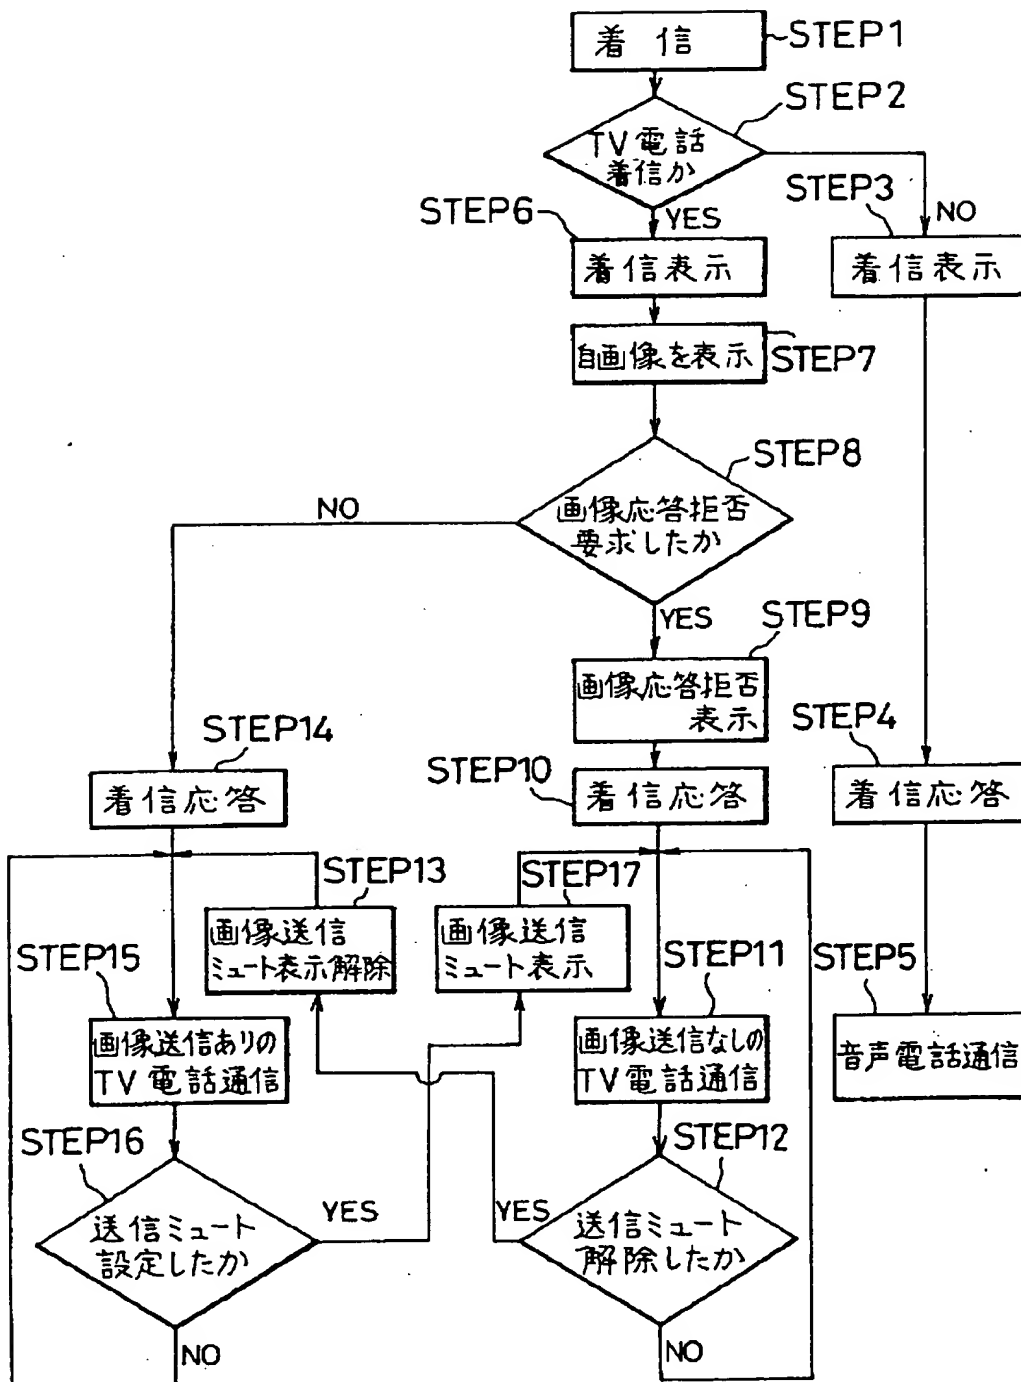 着信
STEP1
STEP2
TV電話
着信か
STEP3
STEP6
YES
NO
着信表示
着信表示
自画像を表示
STEP7
STEP8
NO
画像応答拒否
要求したか
YES
STEP9
画像応答拒否
表示
STEP14
STEP10
STEP4
着信応答
着信応答
着信応答
STEP13
STEP17
画像送信
ミュート表示解除
画像送信
ミュート表示
STEP15
STEP11
STEP5
画像送信ありの
TV電話通信
画像送信なしの
TV電話通信
音声電話通信
STEP16
STEP12
送信ミュート
設定したか
YES
YES
送信ミュート
解除したか
NO
NO